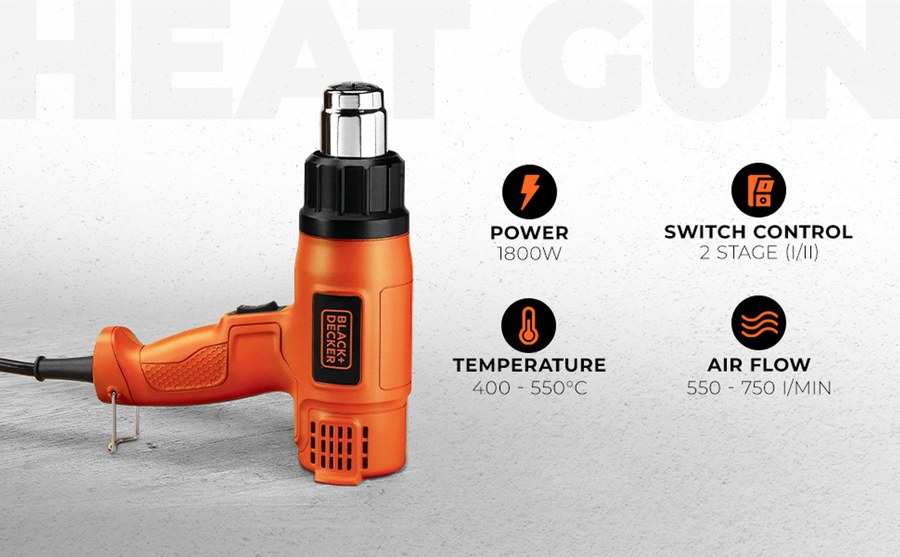 HEAT GUN
BLACK+
DECKER
POWER
1800W
SWITCH CONTROL
2 STAGE (I/II)
TEMPERATURE
400 - 550°C
AIR FLOW
550 - 750 I/MIN